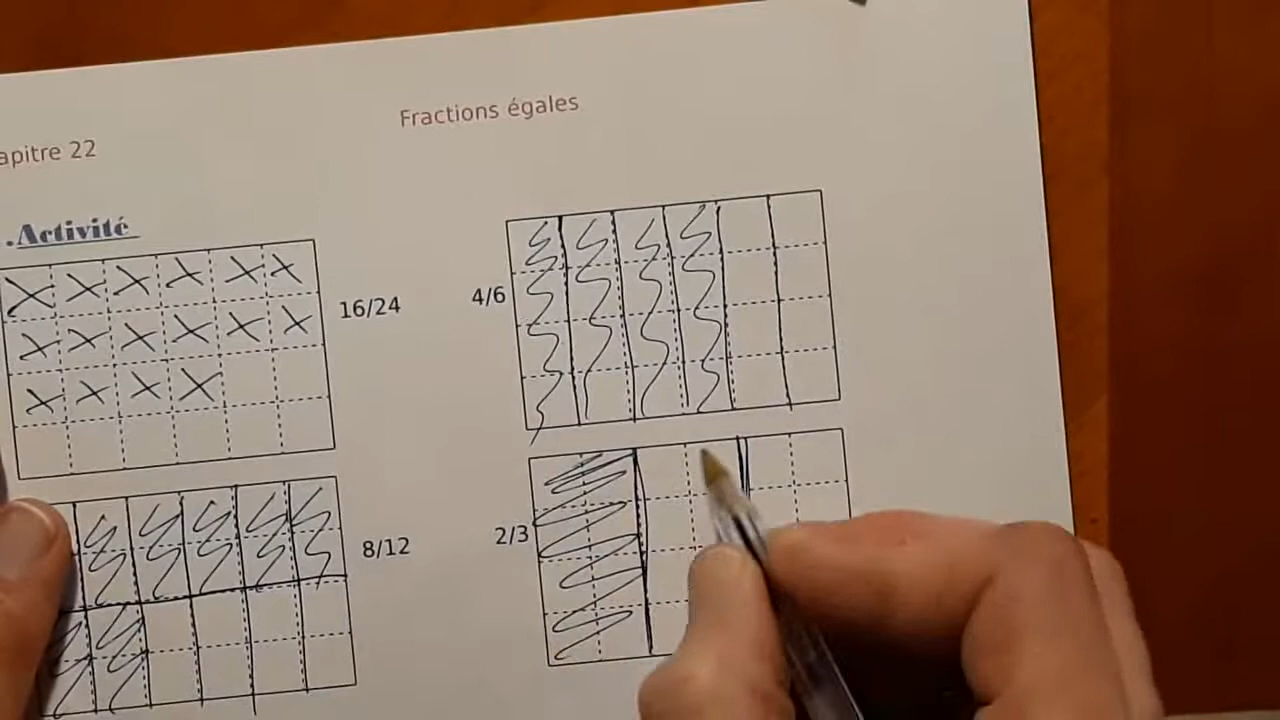 Fractions égales
apitre 22
.Activité
16/24
4/6
8/12
2/3